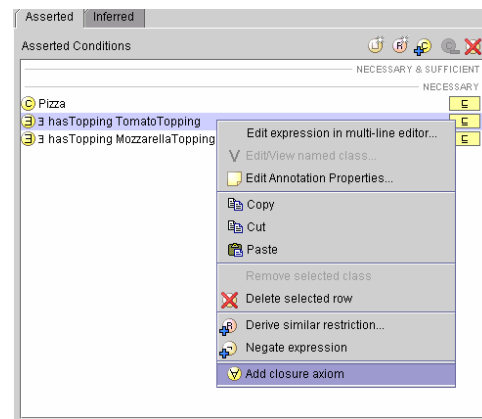 Asserted Inferred
Asserted Conditions
NECESSARY & SUFFICIENT
NECESSARY
C Pizza ⊑
∃ ∃ hasTopping TomatoTopping ⊑
∃ ∃ hasTopping MozzarellaTopping ⊑
Edit expression in multi-line editor...
V Edit/View named class...
Edit Annotation Properties...
Copy
Cut
Paste
Remove selected class
Delete selected row
R Derive similar restriction...
¬ Negate expression
∀ Add closure axiom